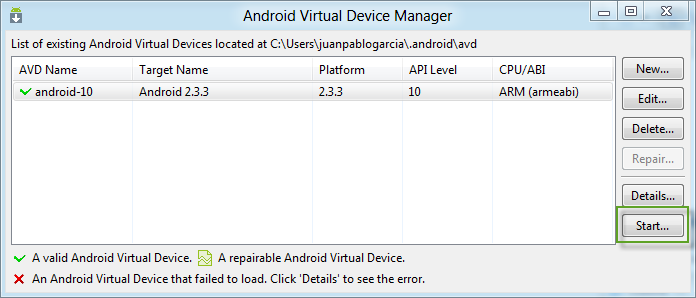 Android Virtual Device Manager
List of existing Android Virtual Devices located at C:\Users\juanpablogarcia\.android\avd
AVD Name Target Name Platform API Level CPU/ABI
android-10 Android 2.3.3 2.3.3 10 ARM (armeabi)
New...
Edit...
Delete...
Repair...
Details...
Start...
A valid Android Virtual Device. A repairable Android Virtual Device.
An Android Virtual Device that failed to load. Click 'Details' to see the error.